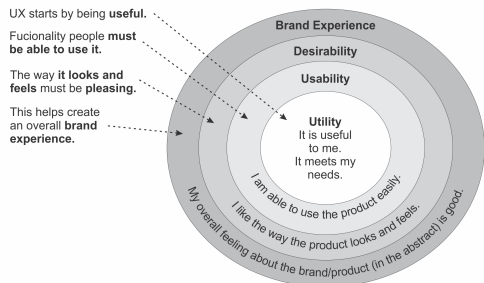 UX starts by being useful.
Fucionality people must
be able to use it.
The way it looks and
feels must be pleasing.
This helps create
an overall brand
experience.
Brand Experience
Desirability
Usability
Utility
It is useful
to me.
It meets my
needs.
I am able to use the product easily.
I like the way the product looks and feels.
My overall feeling about the brand/product (in the abstract) is good.